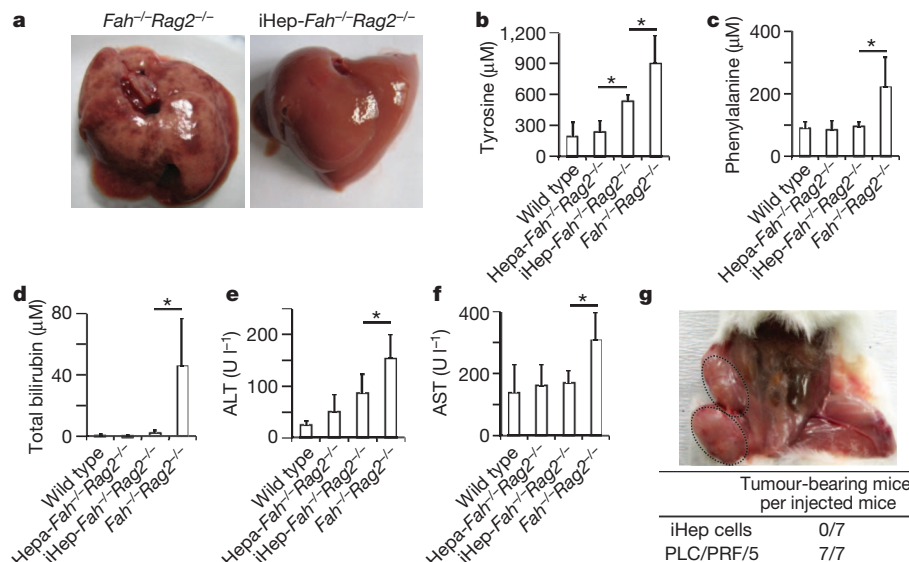 a
Fah–/–Rag2–/–
iHep-Fah–/–Rag2–/–
b
Tyrosine (μM)
1,200
900
600
300
0
*
*
Wild type
Hepa-Fah–/–Rag2–/–
iHep-Fah–/–Rag2–/–
Fah–/–Rag2–/–
c
Phenylalanine (μM)
400
200
0
*
Wild type
Hepa-Fah–/–Rag2–/–
iHep-Fah–/–Rag2–/–
Fah–/–Rag2–/–
d
Total bilirubin (μM)
80
40
0
*
Wild type
Hepa-Fah–/–Rag2–/–
iHep-Fah–/–Rag2–/–
Fah–/–Rag2–/–
e
ALT (U l–1)
250
150
50
0
*
Wild type
Hepa-Fah–/–Rag2–/–
iHep-Fah–/–Rag2–/–
Fah–/–Rag2–/–
f
AST (U l–1)
400
200
0
*
Wild type
Hepa-Fah–/–Rag2–/–
iHep-Fah–/–Rag2–/–
Fah–/–Rag2–/–
g
Tumour-bearing mice
per injected mice
iHep cells 0/7
PLC/PRF/5 7/7